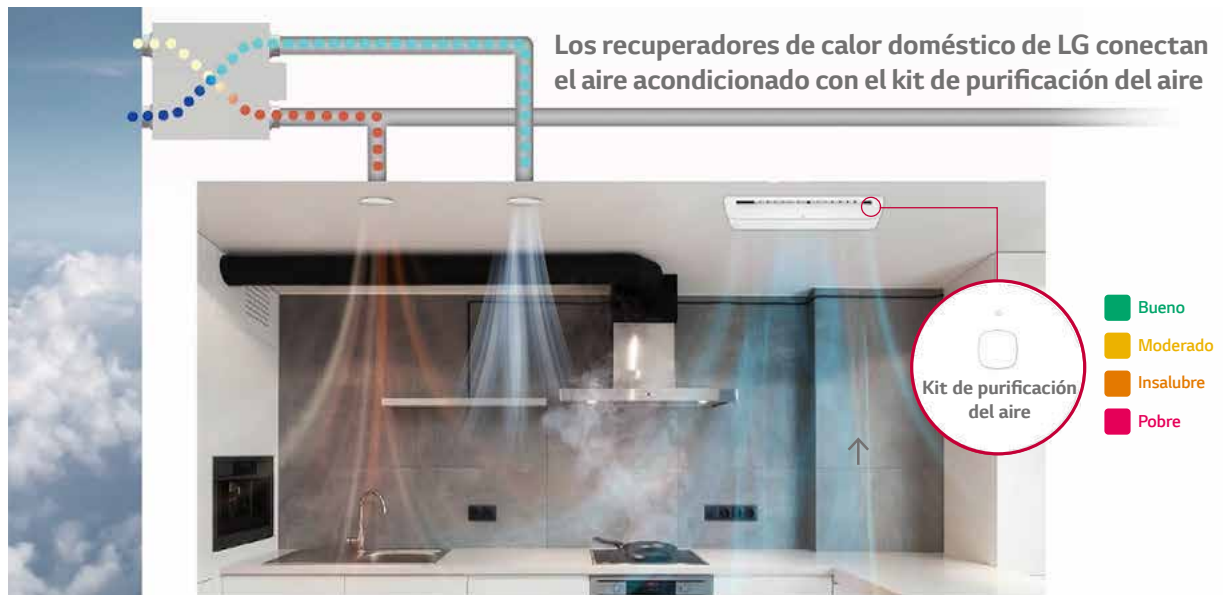 Los recuperadores de calor doméstico de LG conectan
el aire acondicionado con el kit de purificación del aire
Bueno
Moderado
Insalubre
Pobre
Kit de purificación
del aire